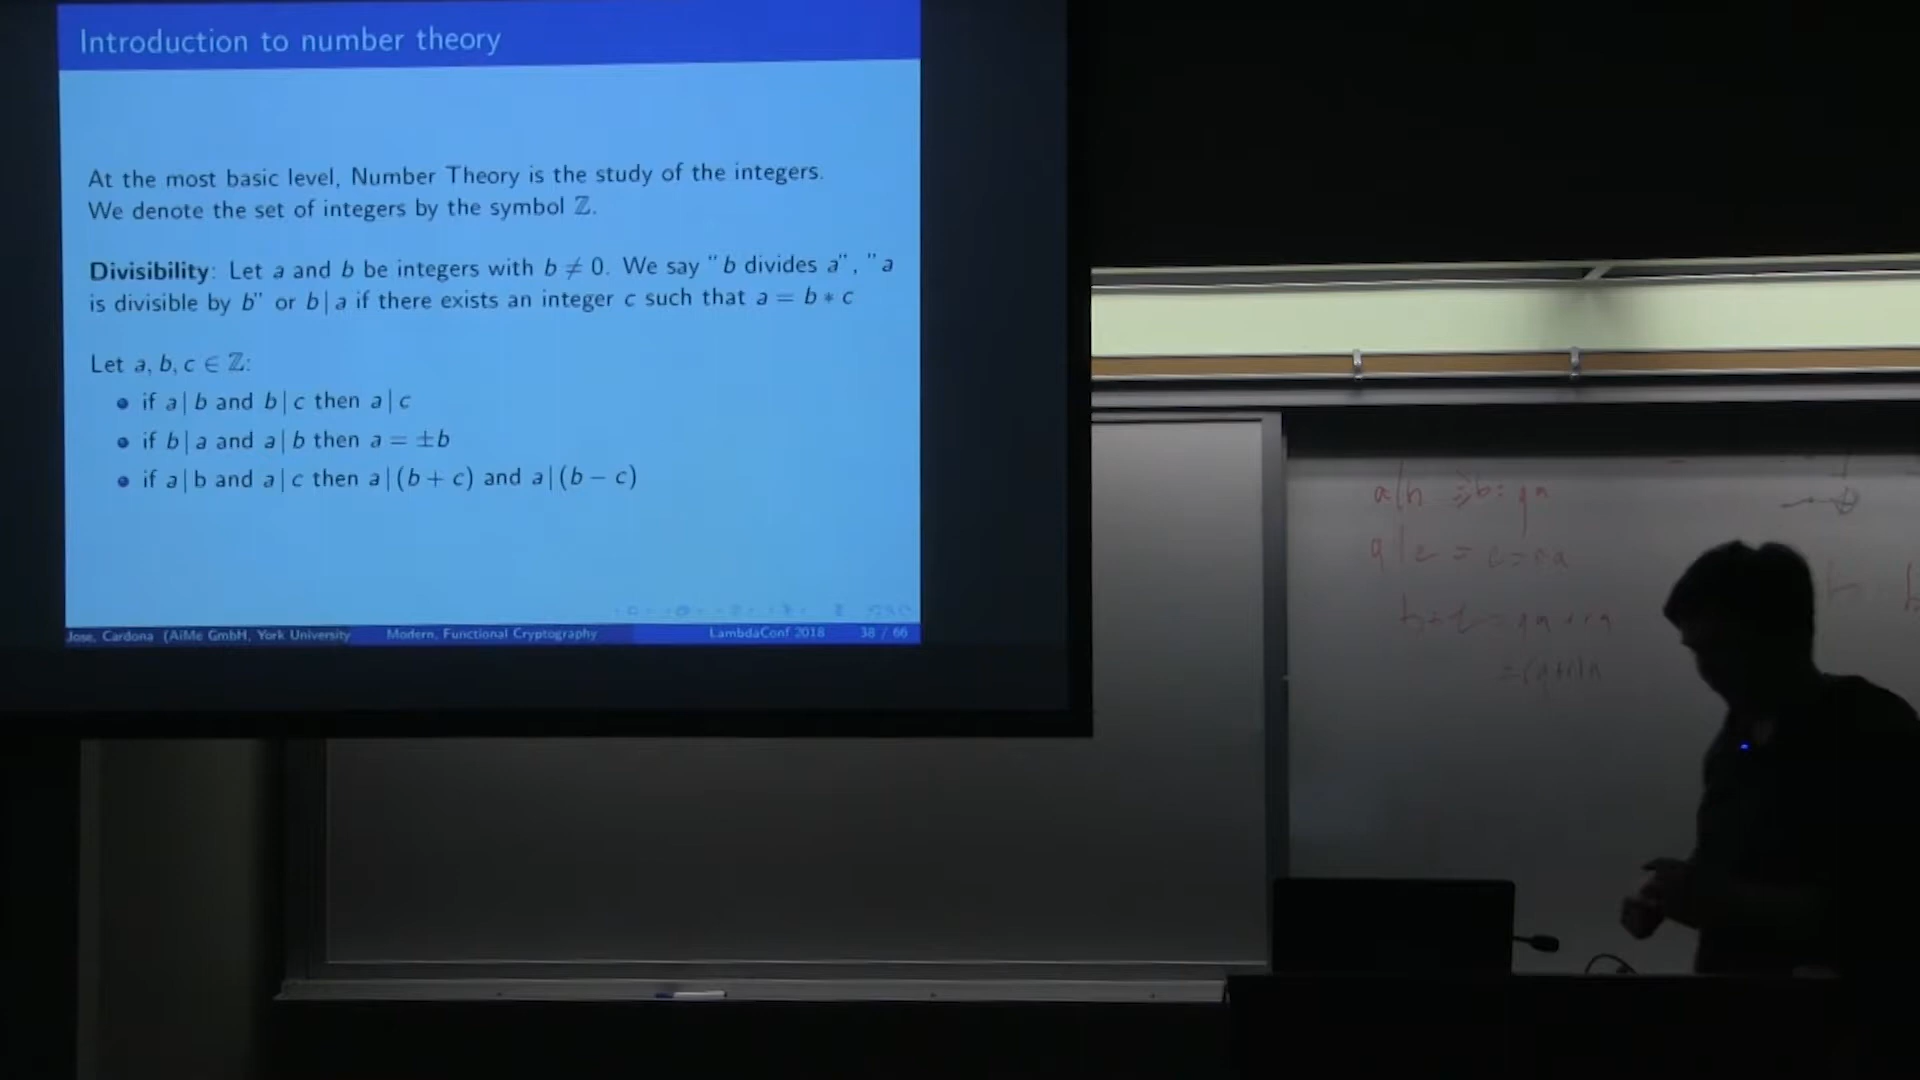 Introduction to number theory
At the most basic level, Number Theory is the study of the integers.
We denote the set of integers by the symbol ℤ.
Divisibility: Let a and b be integers with b ≠ 0. We say "b divides a", "a
is divisible by b" or b | a if there exists an integer c such that a = b * c
Let a, b, c ∈ ℤ:
• if a | b and b | c then a | c
• if b | a and a | b then a = ±b
• if a | b and a | c then a | (b + c) and a | (b − c)
Jose, Cardona (AiMe GmbH, York University Modern, Functional Cryptography LambdaConf 2018 38 / 66
a|b ⇒ b = qa
a|c = c = ra
= (q+r)a